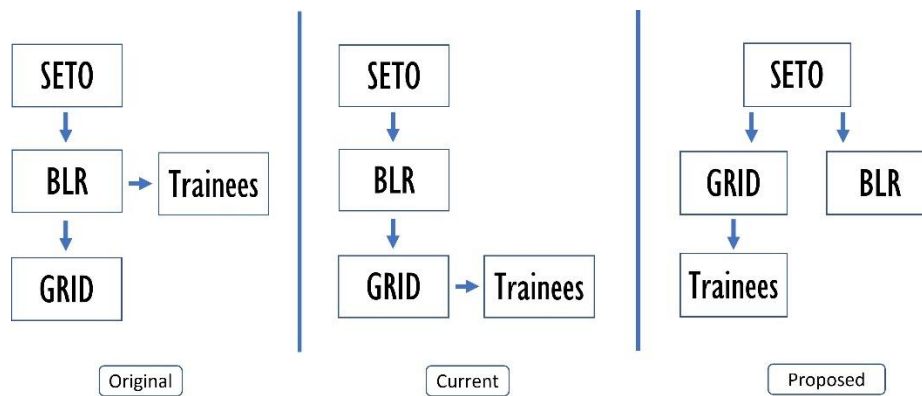 SETO
BLR
Trainees
GRID
Original
SETO
BLR
GRID
Trainees
Current
SETO
GRID
BLR
Trainees
Proposed